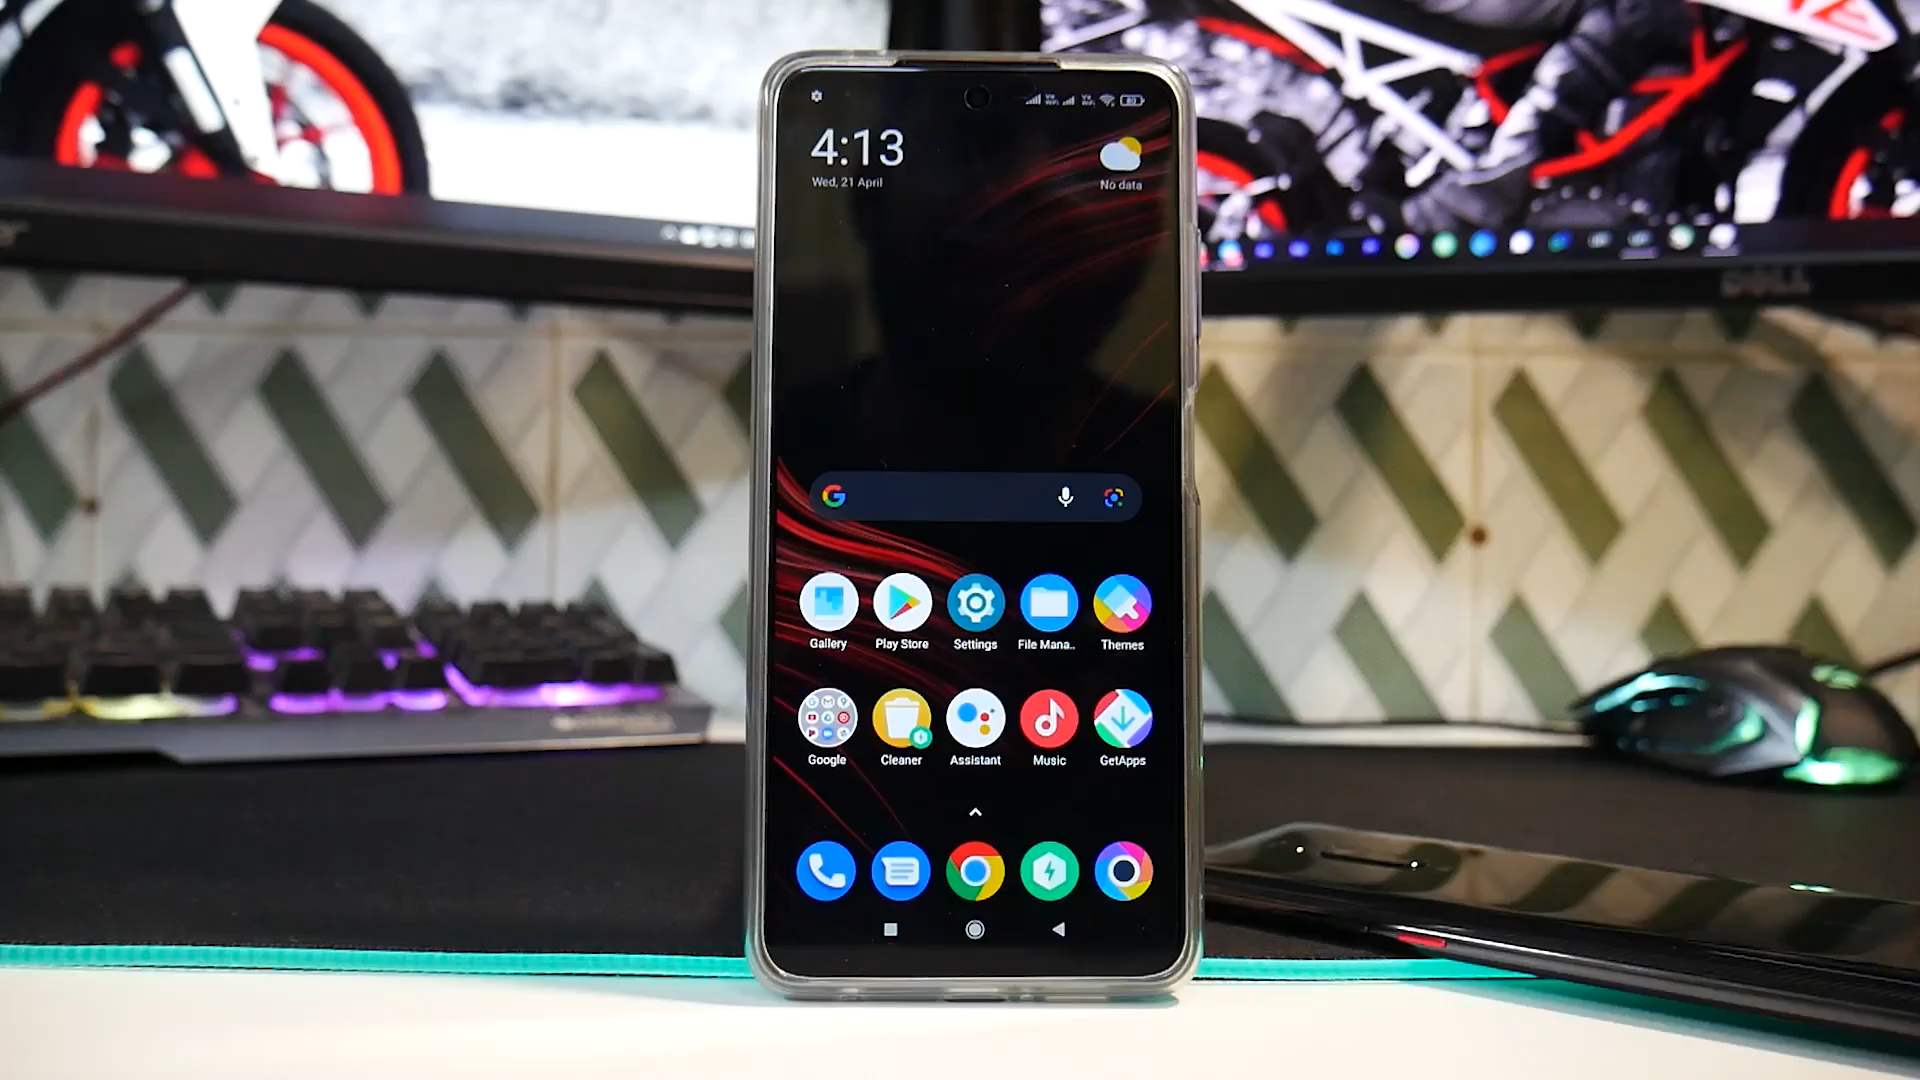 4:13
Wed, 21 April
No data
Gallery
Play Store
Settings
File Mana..
Themes
Google
Cleaner
Assistant
Music
GetApps
DELL